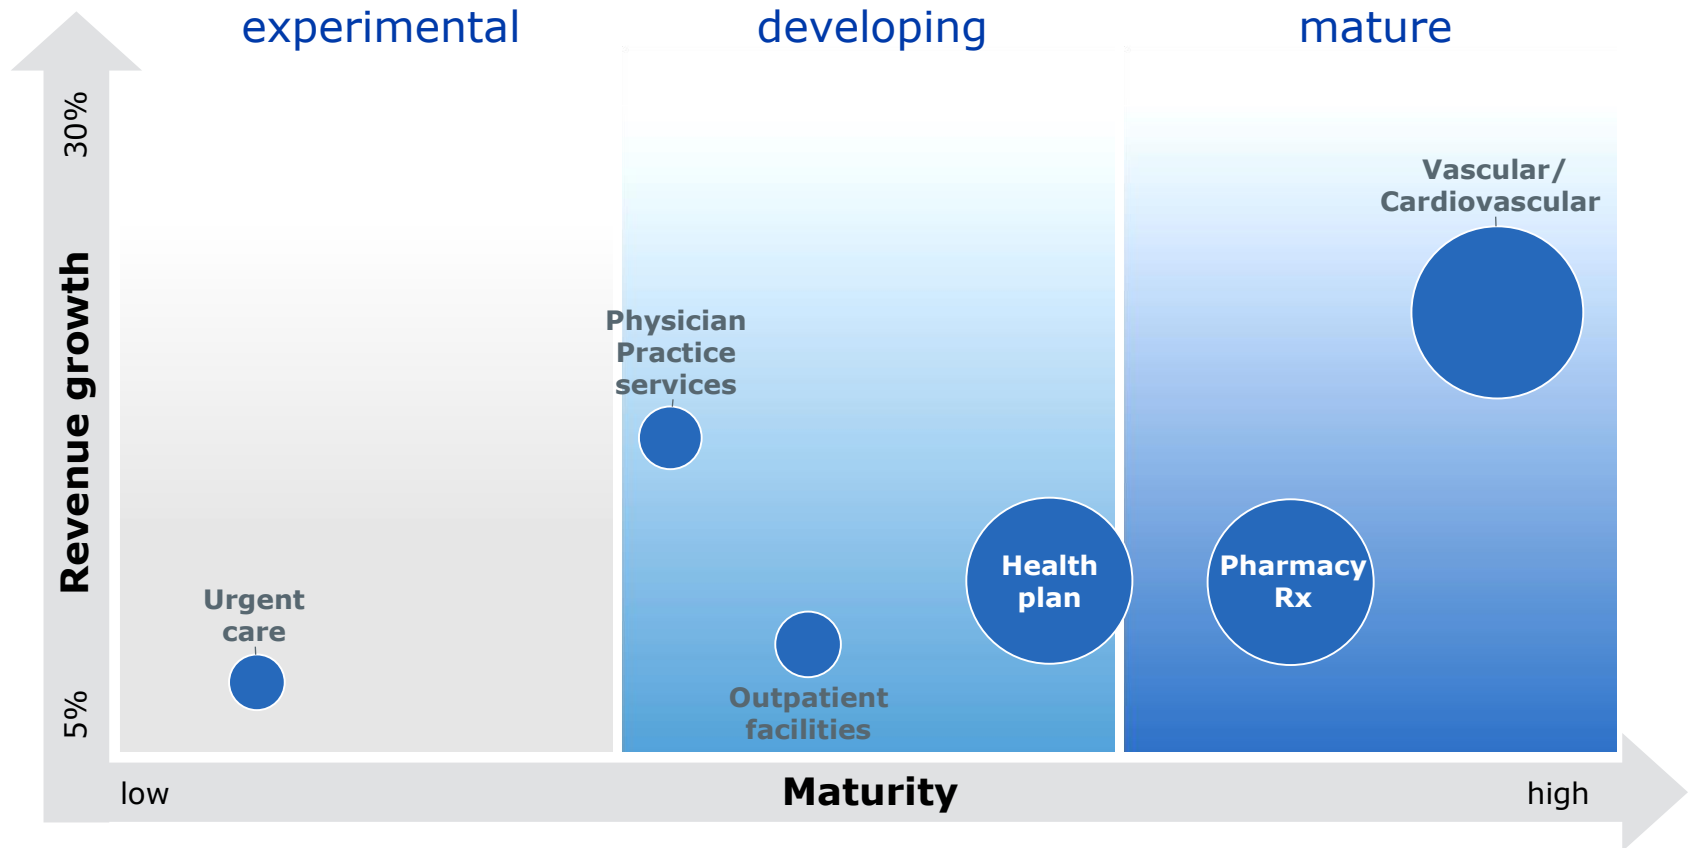 experimental
developing
mature
30%
Revenue growth
5%
Vascular/
Cardiovascular
Physician
Practice
services
Health
plan
Pharmacy
Rx
Urgent
care
Outpatient
facilities
low
Maturity
high